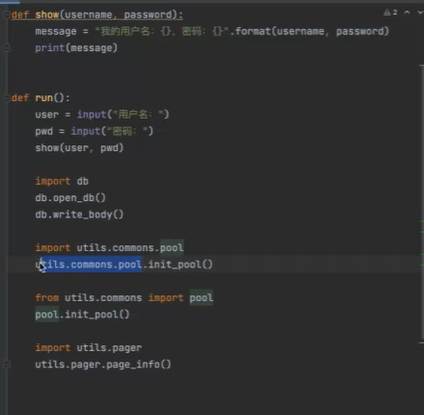 def show(username, password):
    message = "我的用户名: {}, 密码: {}".format(username, password)
    print(message)
def run():
    user = input("用户名: ")
    pwd = input("密码: ")
    show(user, pwd)
    import db
    db.open_db()
    db.write_body()
    import utils.commons.pool
    utils.commons.pool.init_pool()
    from utils.commons import pool
    pool.init_pool()
    import utils.pager
    utils.pager.page_info()
2